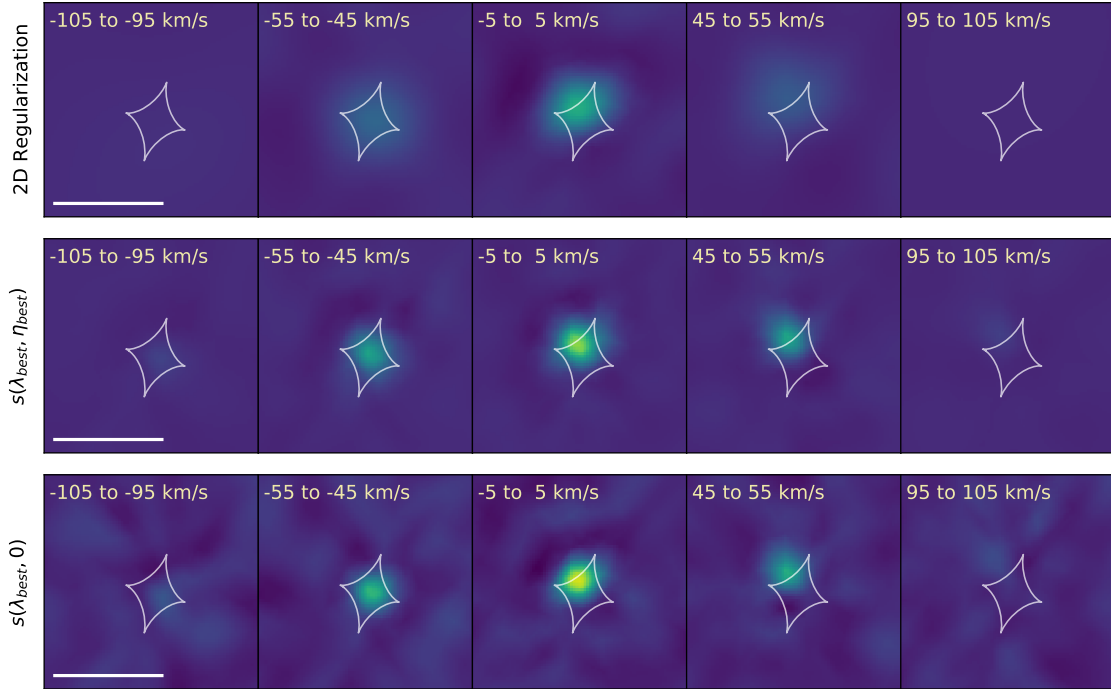 2D Regularization
-105 to -95 km/s
-55 to -45 km/s
-5 to  5 km/s
45 to 55 km/s
95 to 105 km/s
s(λbest, ηbest)
-105 to -95 km/s
-55 to -45 km/s
-5 to  5 km/s
45 to 55 km/s
95 to 105 km/s
s(λbest, 0)
-105 to -95 km/s
-55 to -45 km/s
-5 to  5 km/s
45 to 55 km/s
95 to 105 km/s